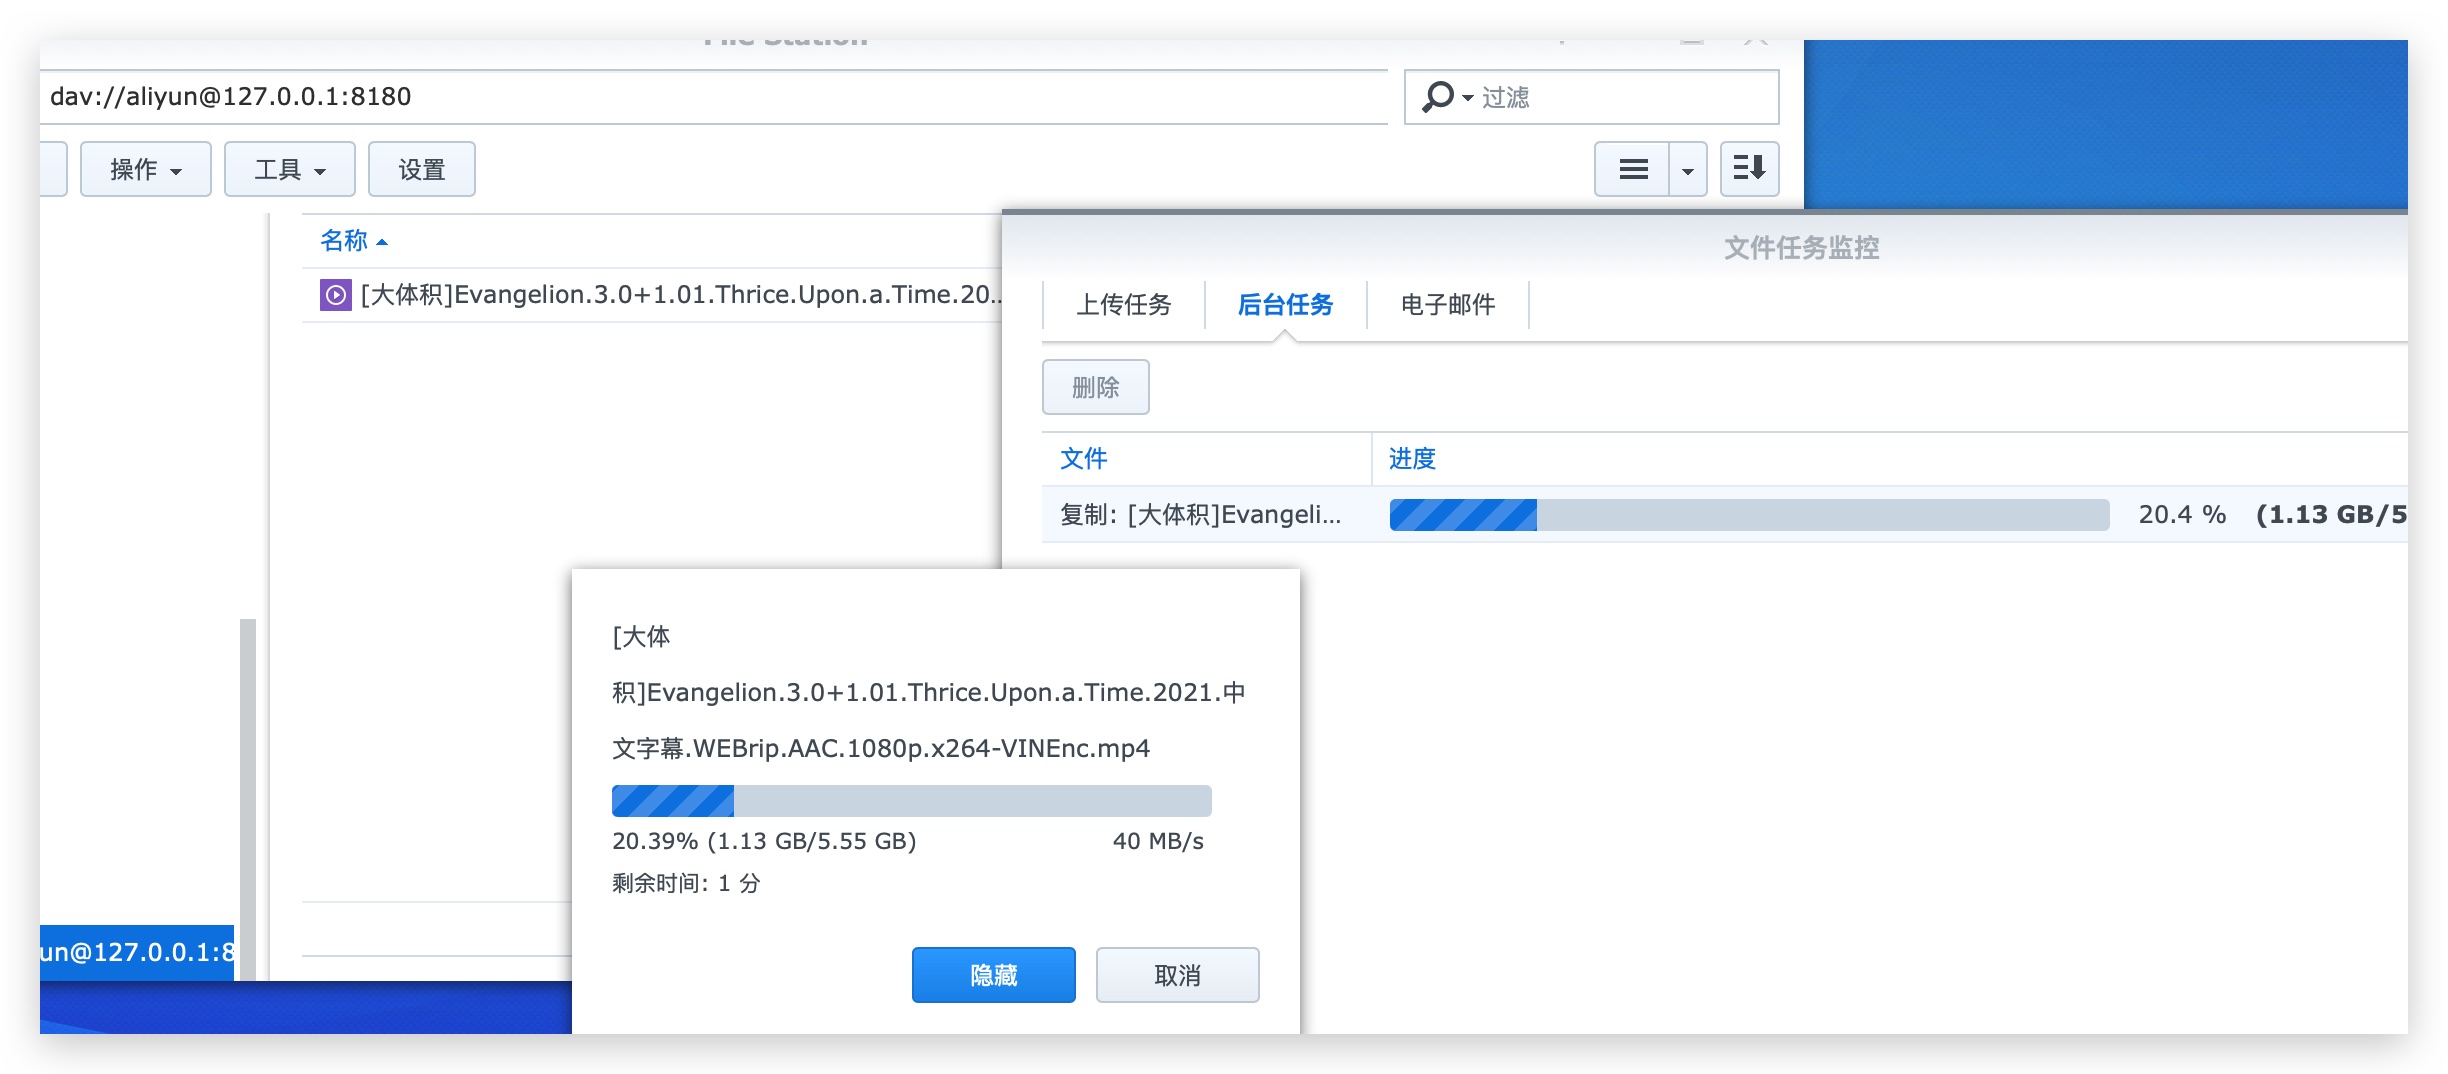 File Station
dav://aliyun@127.0.0.1:8180
过滤
操作
工具
设置
名称
[大体积]Evangelion.3.0+1.01.Thrice.Upon.a.Time.20...
文件任务监控
上传任务
后台任务
电子邮件
删除
文件
进度
复制: [大体积]Evangeli...
20.4 %
(1.13 GB/5
[大体
积]Evangelion.3.0+1.01.Thrice.Upon.a.Time.2021.中
文字幕.WEBrip.AAC.1080p.x264-VINEnc.mp4
20.39% (1.13 GB/5.55 GB)
40 MB/s
剩余时间: 1 分
un@127.0.0.1:8
隐藏
取消